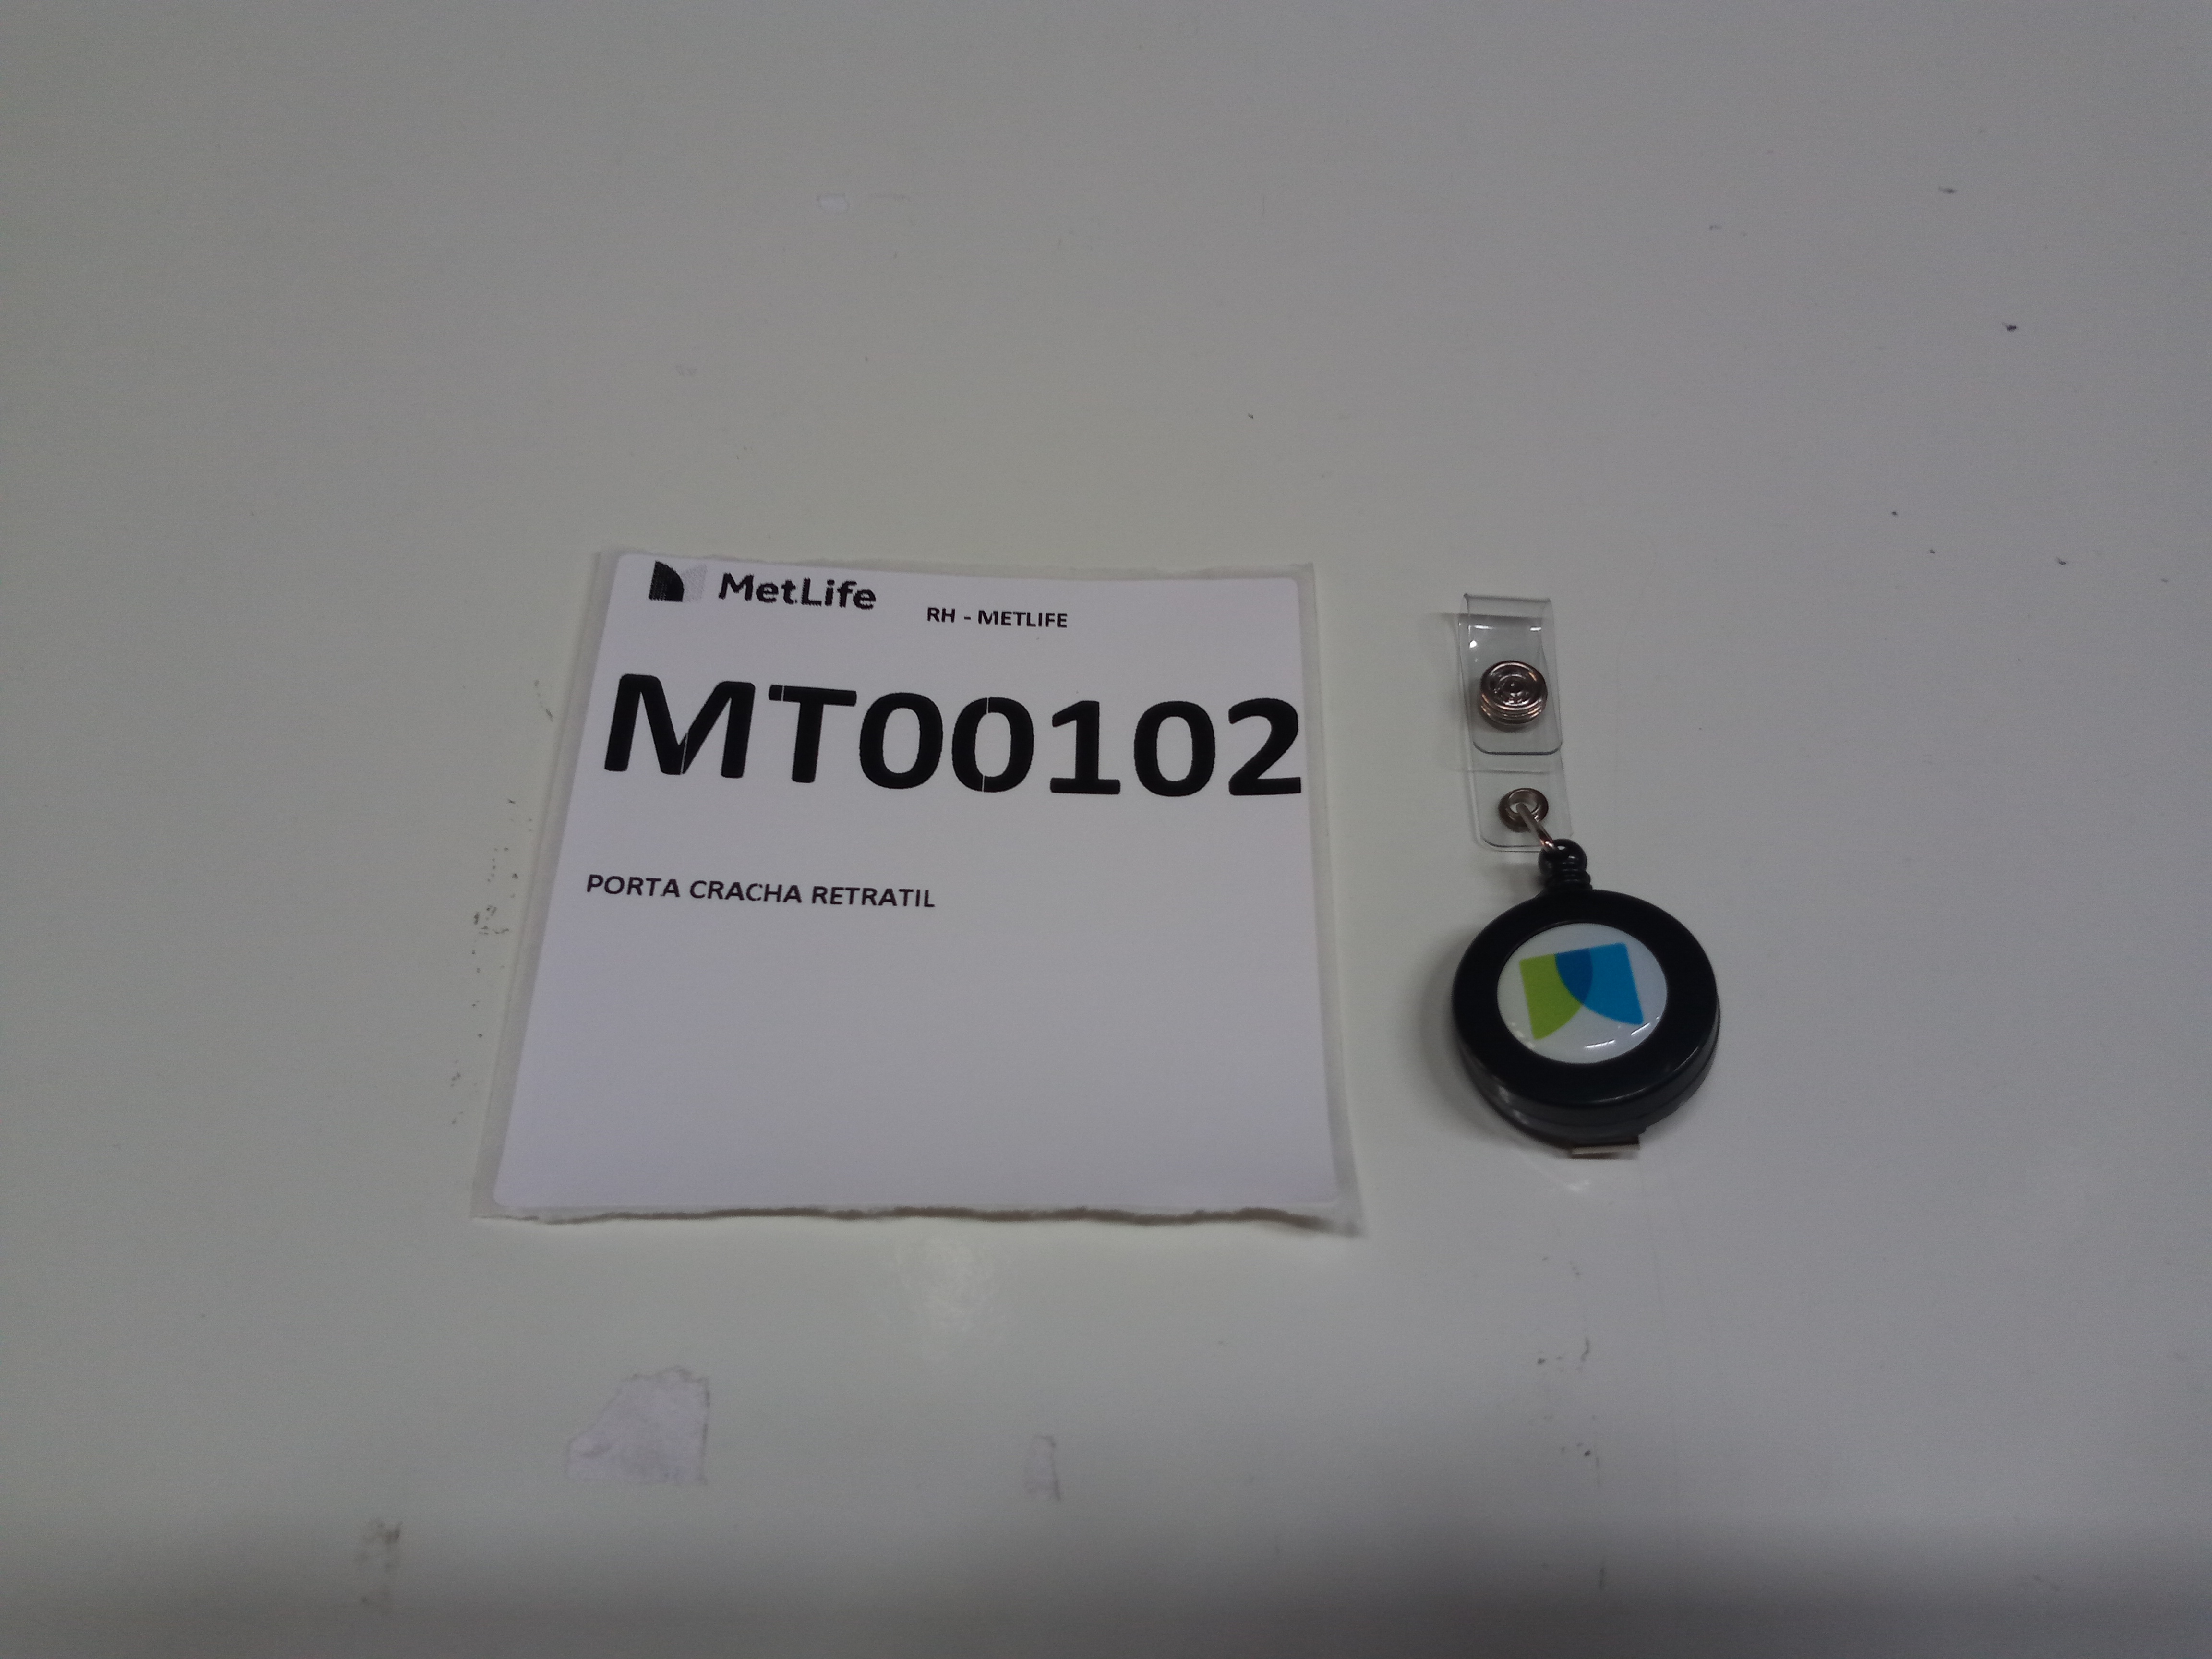 MetLife
RH - METLIFE
MT00102
PORTA CRACHA RETRATIL